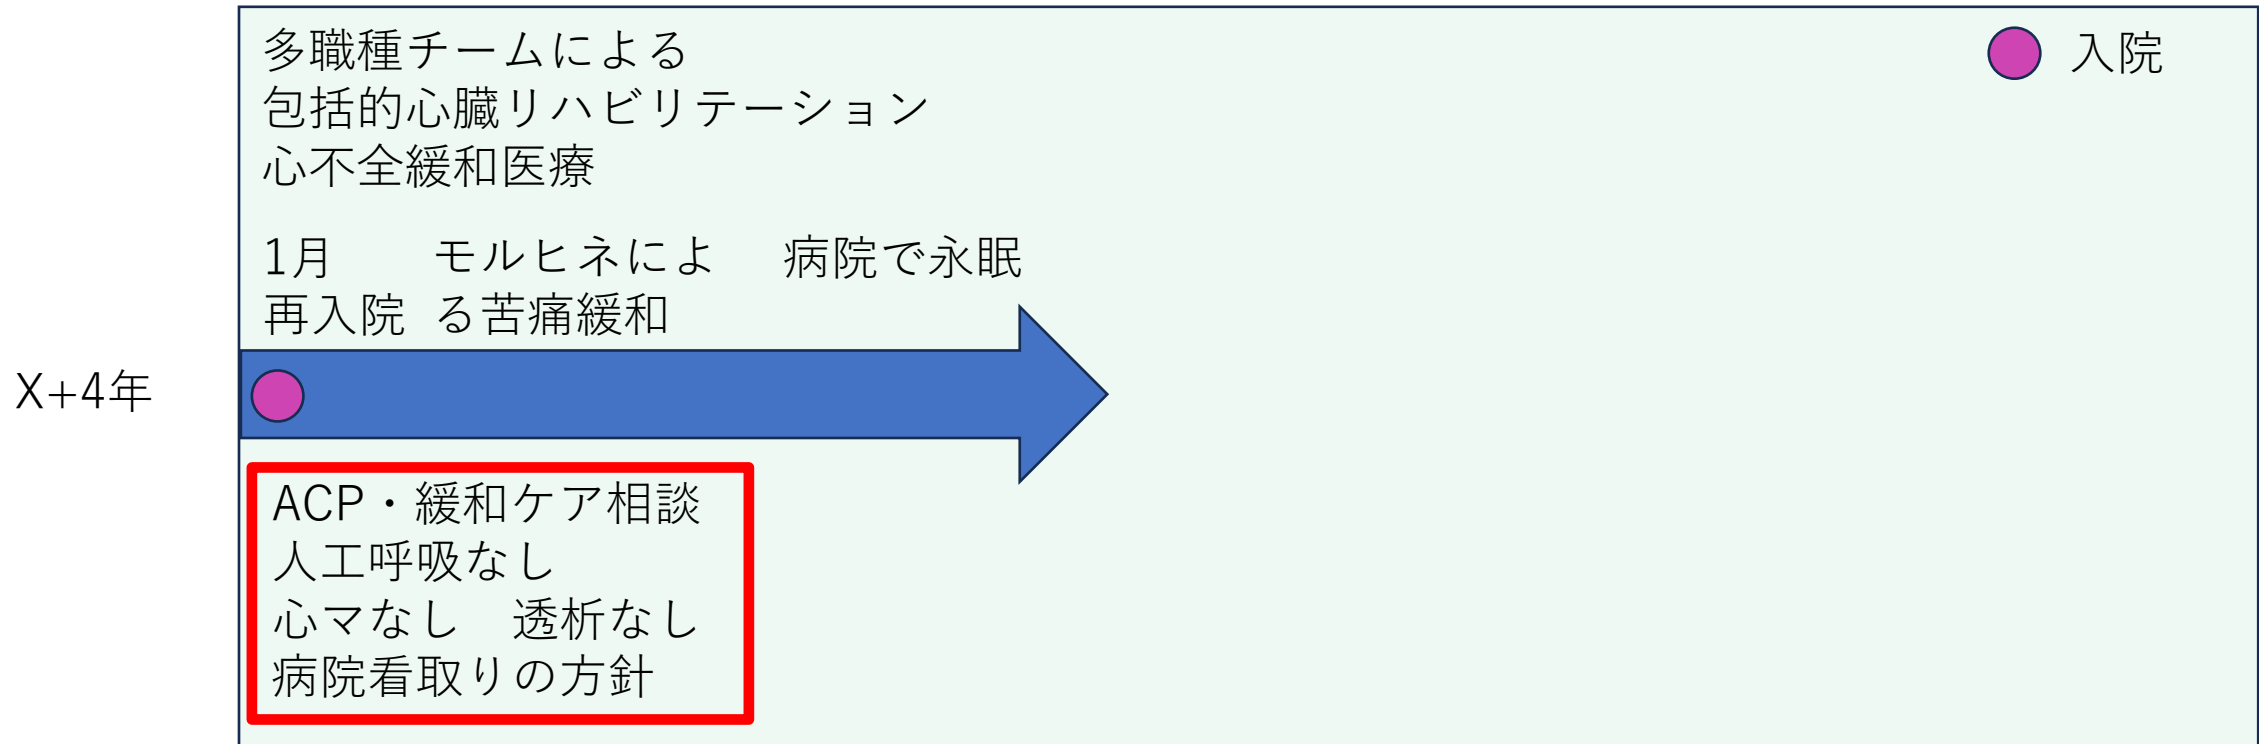 多職種チームによる
包括的心臓リハビリテーション
心不全緩和医療
入院
1月
再入院
モルヒネによ
る苦痛緩和
病院で永眠
X+4年
ACP・緩和ケア相談
人工呼吸なし
心マなし　透析なし
病院看取りの方針